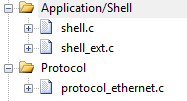 Application/Shell
shell.c
shell_ext.c
Protocol
protocol_ethernet.c